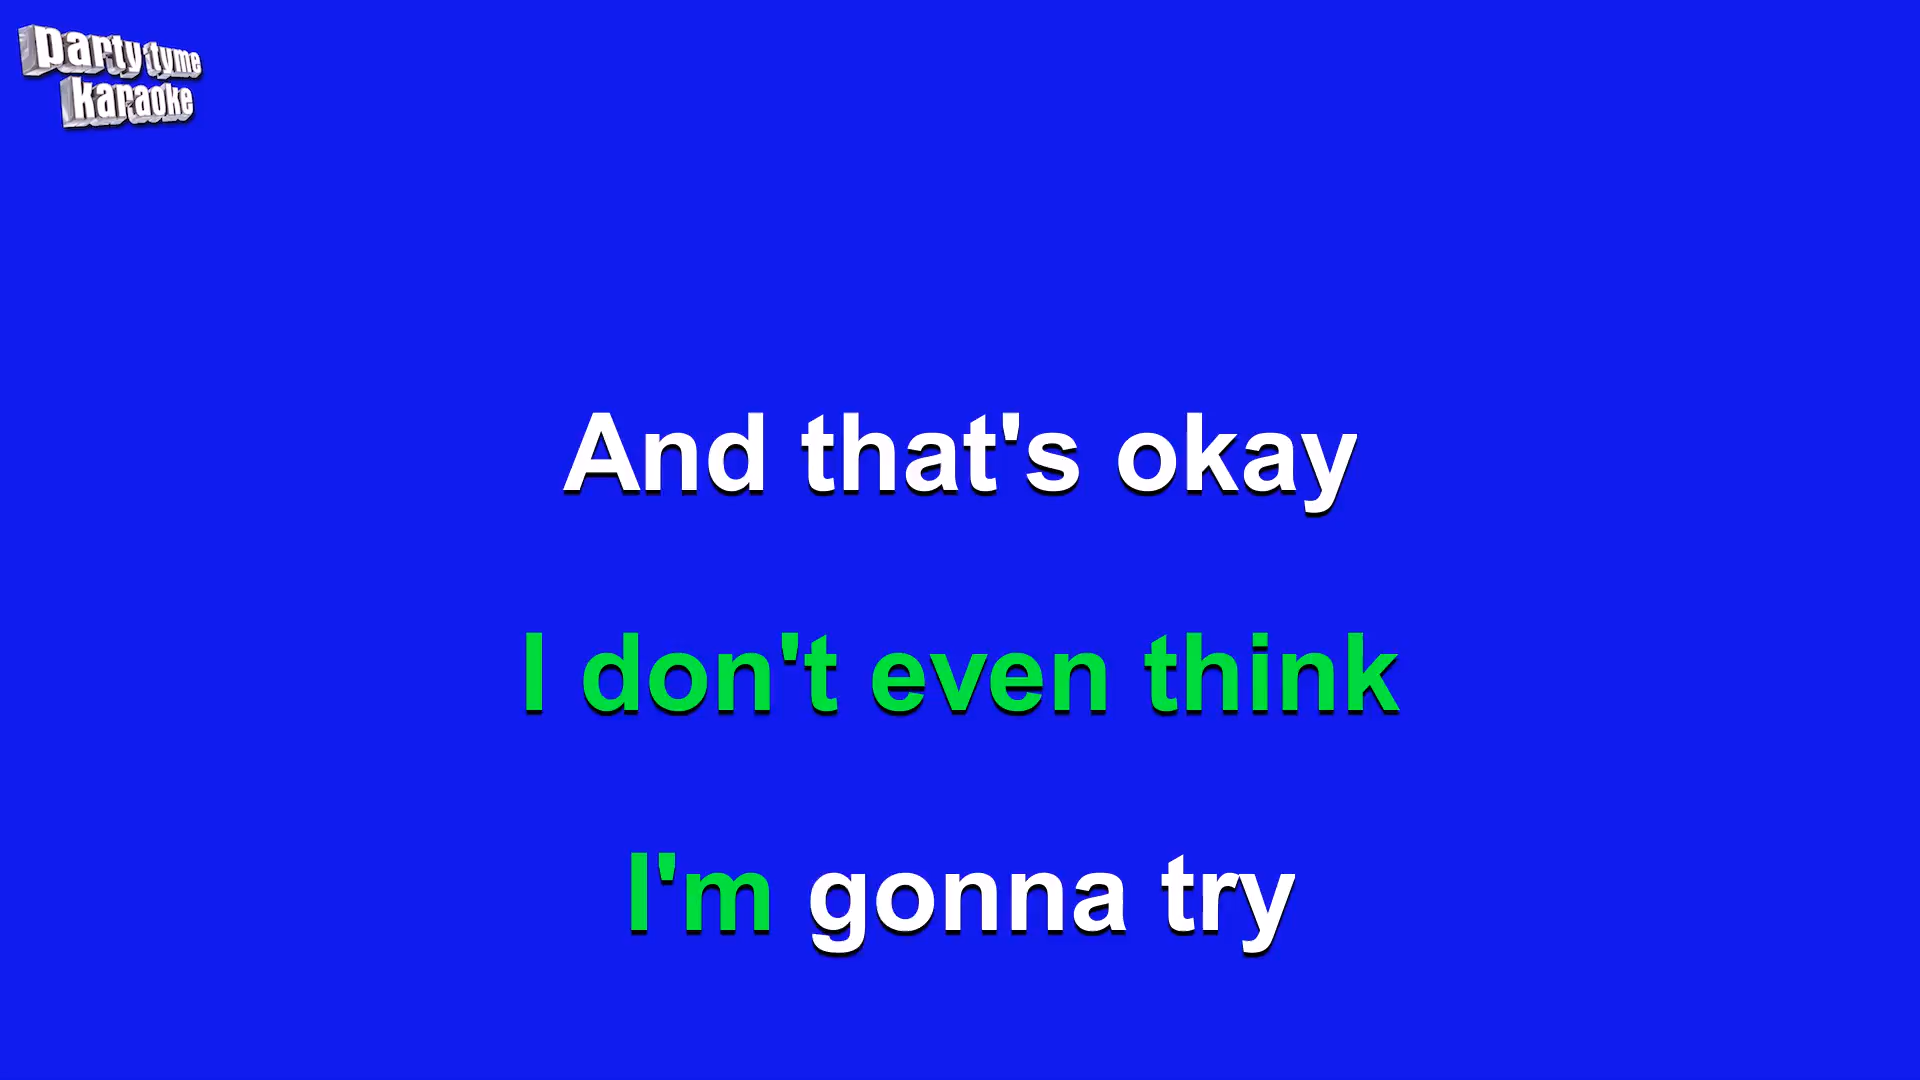 party tyme
karaoke
And that's okay
I don't even think
I'm gonna try